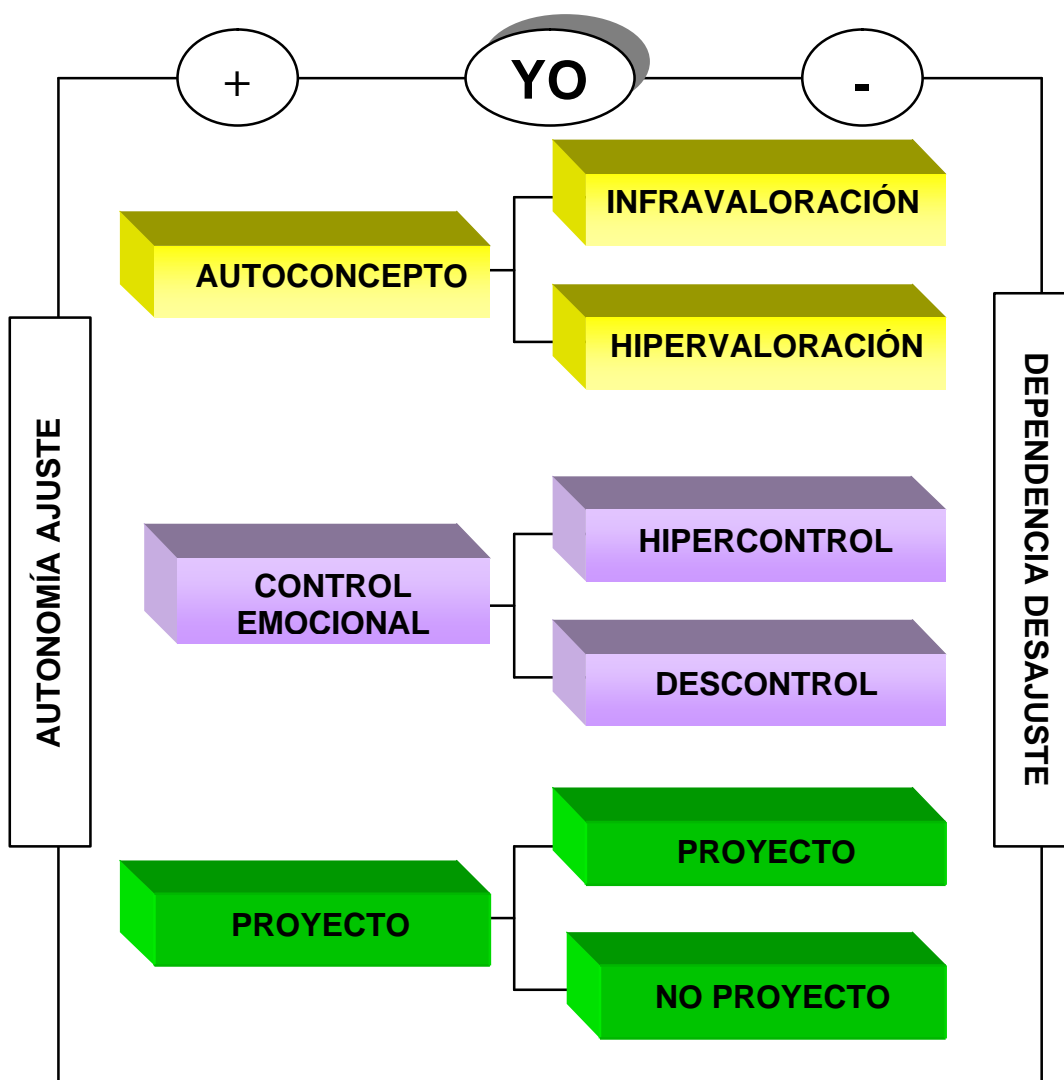 +
YO
-
INFRAVALORACIÓN
AUTOCONCEPTO
HIPERVALORACIÓN
AUTONOMÍA AJUSTE
DEPENDENCIA DESAJUSTE
HIPERCONTROL
CONTROL
EMOCIONAL
DESCONTROL
PROYECTO
PROYECTO
NO PROYECTO